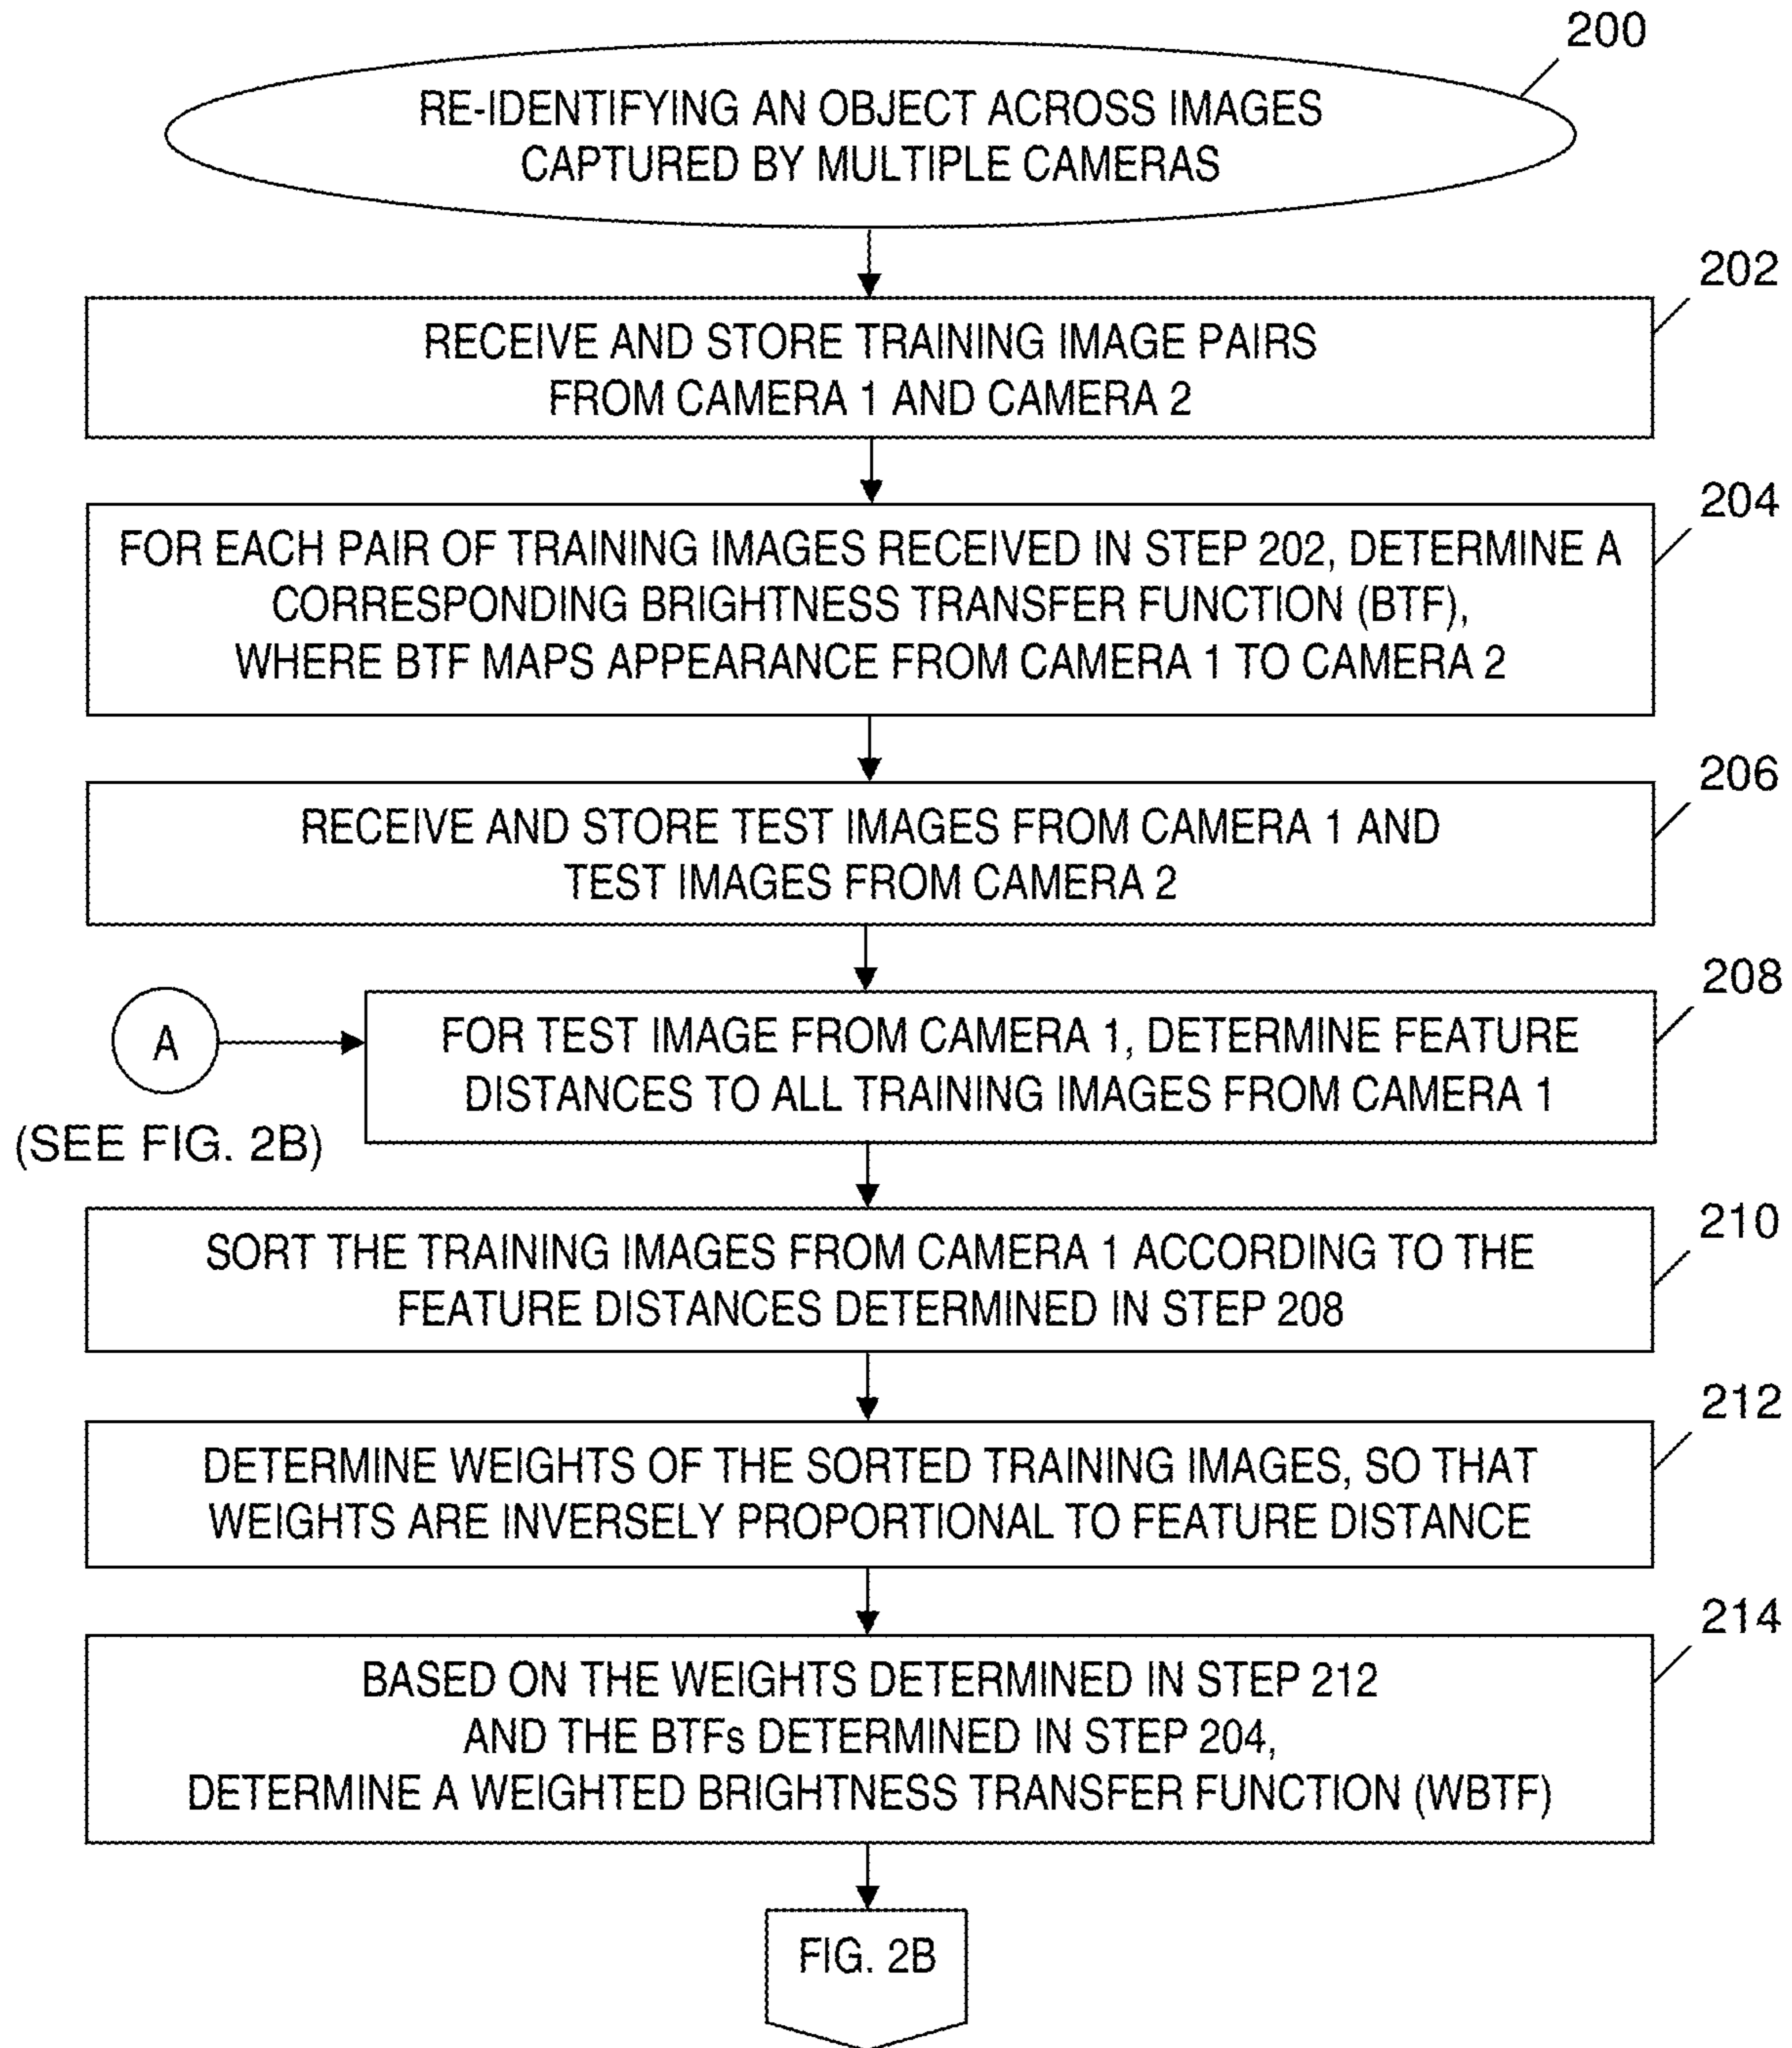 200
RE-IDENTIFYING AN OBJECT ACROSS IMAGES
CAPTURED BY MULTIPLE CAMERAS
202
RECEIVE AND STORE TRAINING IMAGE PAIRS
FROM CAMERA 1 AND CAMERA 2
204
FOR EACH PAIR OF TRAINING IMAGES RECEIVED IN STEP 202, DETERMINE A
CORRESPONDING BRIGHTNESS TRANSFER FUNCTION (BTF),
WHERE BTF MAPS APPEARANCE FROM CAMERA 1 TO CAMERA 2
206
RECEIVE AND STORE TEST IMAGES FROM CAMERA 1 AND
TEST IMAGES FROM CAMERA 2
208
A
(SEE FIG. 2B)
FOR TEST IMAGE FROM CAMERA 1, DETERMINE FEATURE
DISTANCES TO ALL TRAINING IMAGES FROM CAMERA 1
210
SORT THE TRAINING IMAGES FROM CAMERA 1 ACCORDING TO THE
FEATURE DISTANCES DETERMINED IN STEP 208
212
DETERMINE WEIGHTS OF THE SORTED TRAINING IMAGES, SO THAT
WEIGHTS ARE INVERSELY PROPORTIONAL TO FEATURE DISTANCE
214
BASED ON THE WEIGHTS DETERMINED IN STEP 212
AND THE BTFs DETERMINED IN STEP 204,
DETERMINE A WEIGHTED BRIGHTNESS TRANSFER FUNCTION (WBTF)
FIG. 2B